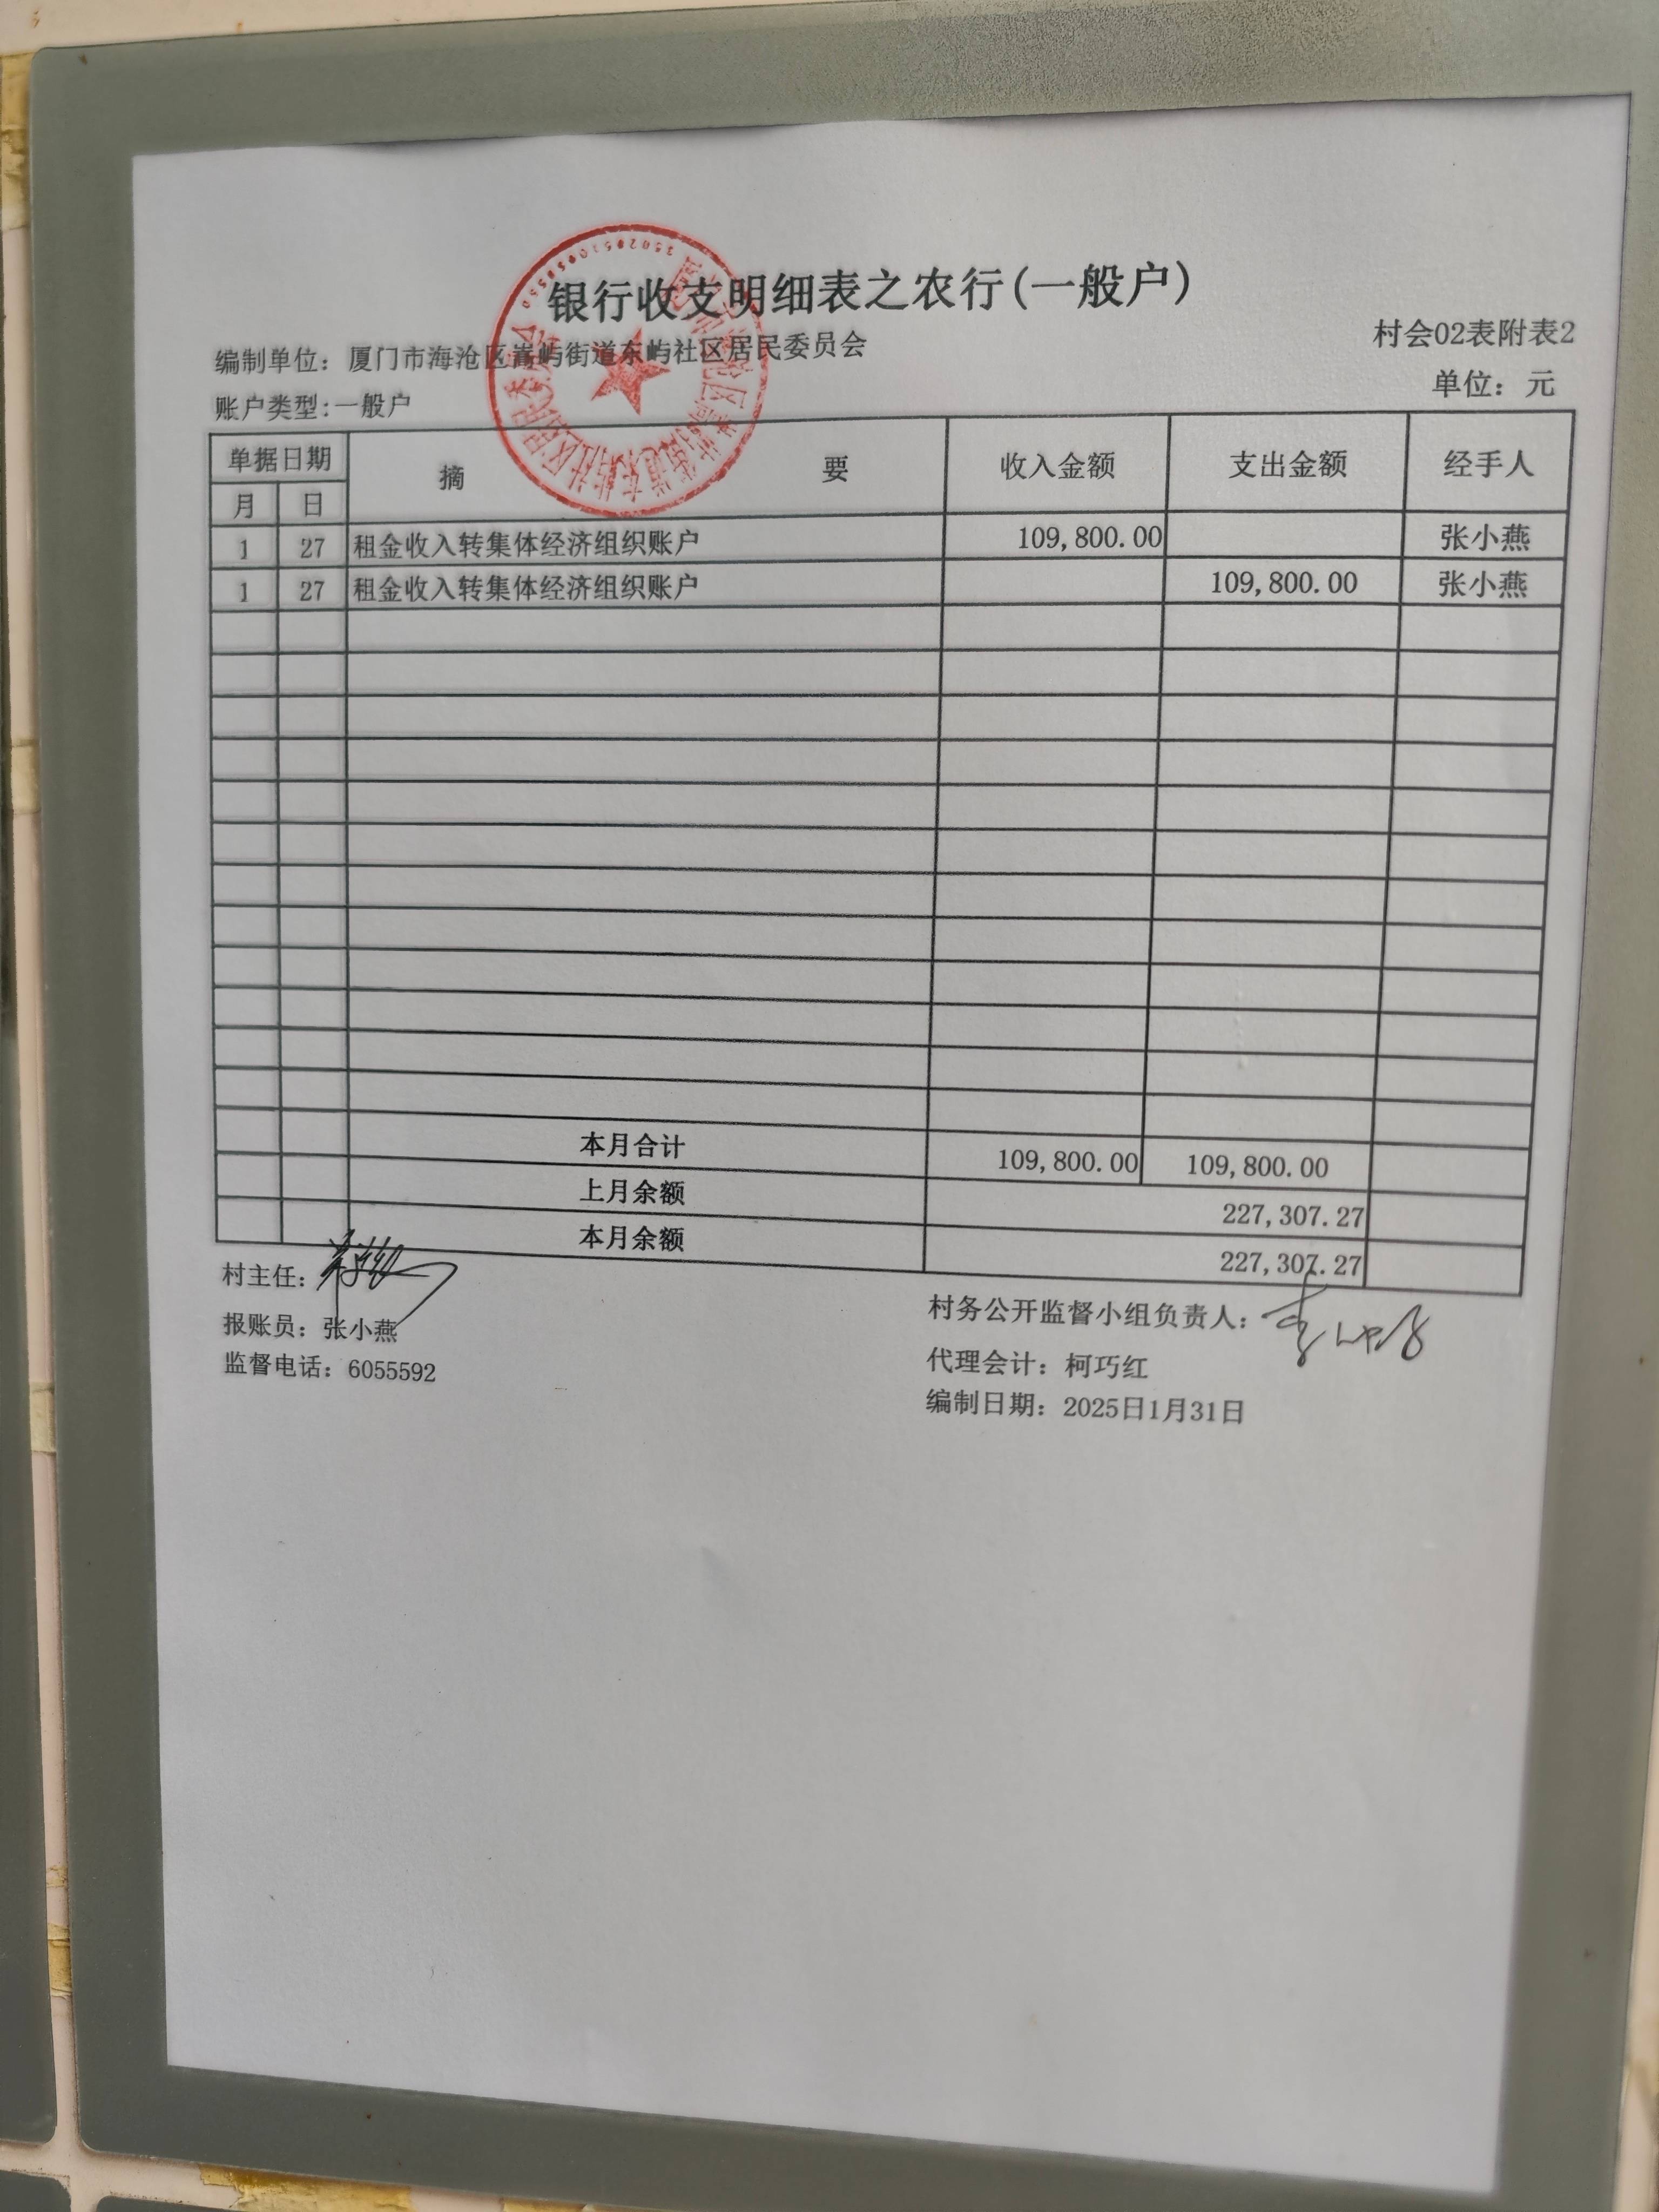 银行收支明细表之农行(一般户)
村会02表附表2
编制单位：厦门市海沧区嵩屿街道东屿社区居民委员会
单位：元
账户类型:一般户
单据日期 摘 要 收入金额 支出金额 经手人
月 日
1 27 租金收入转集体经济组织账户 109,800.00 张小燕
1 27 租金收入转集体经济组织账户 109,800.00 张小燕
本月合计 109,800.00 109,800.00
上月余额 227,307.27
本月余额 227,307.27
村主任：
村务公开监督小组负责人：
报账员：张小燕
代理会计：柯巧红
监督电话：6055592
编制日期：2025日1月31日